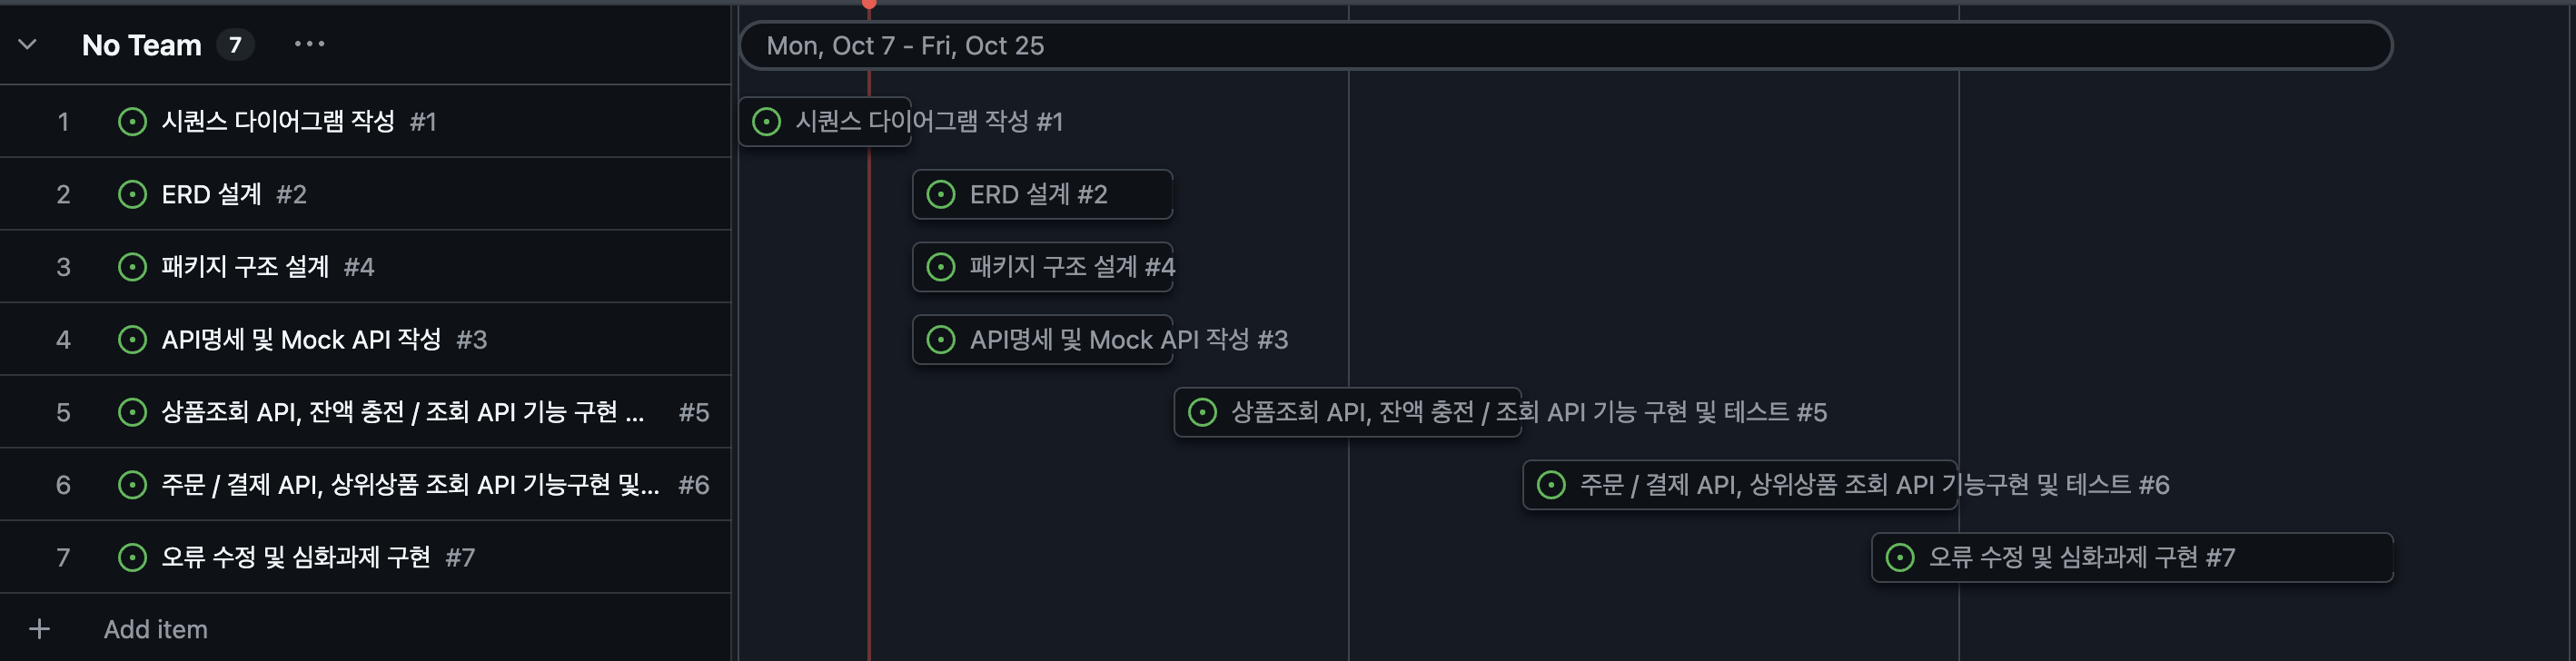 No Team 7 ...
Mon, Oct 7 - Fri, Oct 25
1 시퀀스 다이어그램 작성 #1
시퀀스 다이어그램 작성 #1
2 ERD 설계 #2
ERD 설계 #2
3 패키지 구조 설계 #4
패키지 구조 설계 #4
4 API명세 및 Mock API 작성 #3
API명세 및 Mock API 작성 #3
5 상품조회 API, 잔액 충전 / 조회 API 기능 구현 ... #5
상품조회 API, 잔액 충전 / 조회 API 기능 구현 및 테스트 #5
6 주문 / 결제 API, 상위상품 조회 API 기능구현 및... #6
주문 / 결제 API, 상위상품 조회 API 기능구현 및 테스트 #6
7 오류 수정 및 심화과제 구현 #7
오류 수정 및 심화과제 구현 #7
+ Add item